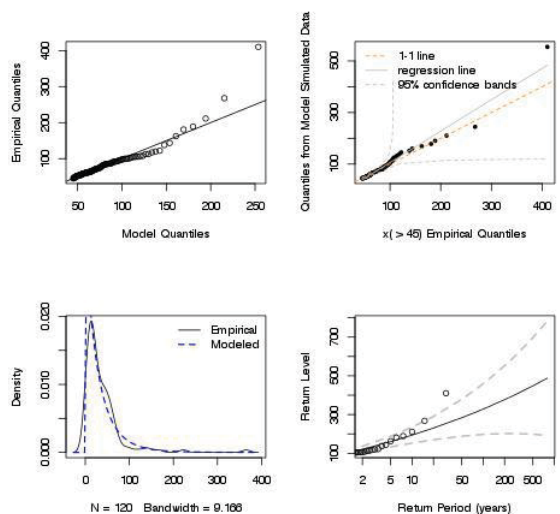 Empirical Quantiles
400
300
200
100
50 100 150 200 250
Model Quantiles
Quantiles from Model Simulated Data
500
300
100
1-1 line
regression line
95% confidence bands
100 200 300 400
x( > 45) Empirical Quantiles
Density
0.020
0.010
0.000
Empirical
Modeled
0 100 200 300 400
N = 120 Bandwidth = 9.166
Return Level
700
500
300
100
2 5 10 50 200 500
Return Period (years)